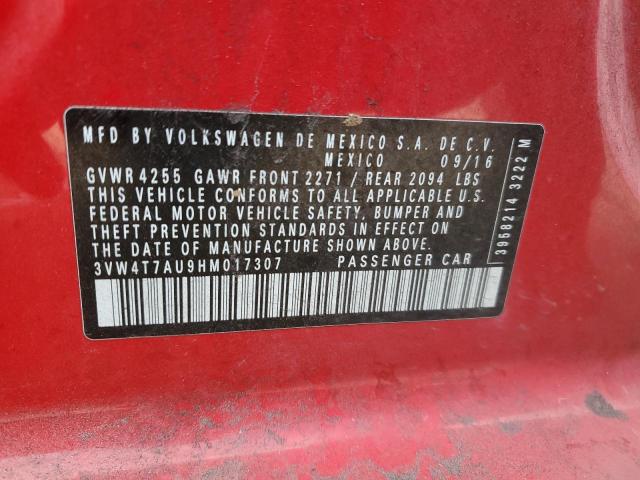 MFD BY VOLKSWAGEN DE MEXICO S.A. DE C.V.
MEXICO 09/16
GVWR 4255 GAWR FRONT 2271 / REAR 2094 LBS
THIS VEHICLE CONFORMS TO ALL APPLICABLE U.S.
FEDERAL MOTOR VEHICLE SAFETY, BUMPER AND
THEFT PREVENTION STANDARDS IN EFFECT ON
THE DATE OF MANUFACTURE SHOWN ABOVE.
3VW4T7AU9HM017307 PASSENGER CAR
3958214 3222 M